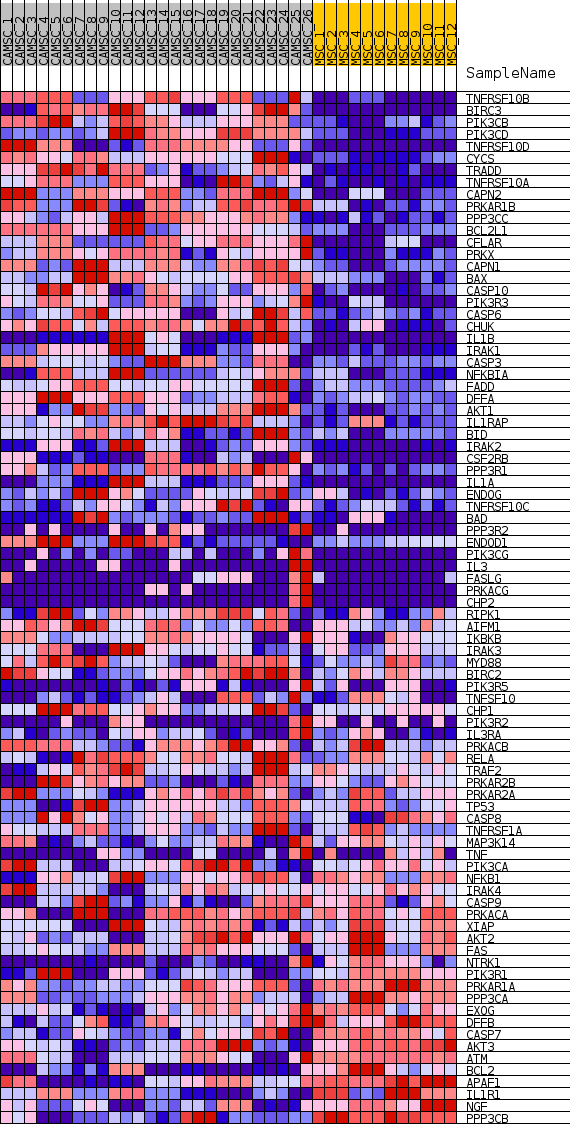 CAMSC_1
CAMSC_2
CAMSC_3
CAMSC_4
CAMSC_5
CAMSC_6
CAMSC_7
CAMSC_8
CAMSC_9
CAMSC_10
CAMSC_11
CAMSC_12
CAMSC_13
CAMSC_14
CAMSC_15
CAMSC_16
CAMSC_17
CAMSC_18
CAMSC_19
CAMSC_20
CAMSC_21
CAMSC_22
CAMSC_23
CAMSC_24
CAMSC_25
CAMSC_26
MSC_1
MSC_2
MSC_3
MSC_4
MSC_5
MSC_6
MSC_7
MSC_8
MSC_9
MSC_10
MSC_11
MSC_12
SampleName
TNFRSF10B
BIRC3
PIK3CB
PIK3CD
TNFRSF10D
CYCS
TRADD
TNFRSF10A
CAPN2
PRKAR1B
PPP3CC
BCL2L1
CFLAR
PRKX
CAPN1
BAX
CASP10
PIK3R3
CASP6
CHUK
IL1B
IRAK1
CASP3
NFKBIA
FADD
DFFA
AKT1
IL1RAP
BID
IRAK2
CSF2RB
PPP3R1
IL1A
ENDOG
TNFRSF10C
BAD
PPP3R2
ENDOD1
PIK3CG
IL3
FASLG
PRKACG
CHP2
RIPK1
AIFM1
IKBKB
IRAK3
MYD88
BIRC2
PIK3R5
TNFSF10
CHP1
PIK3R2
IL3RA
PRKACB
RELA
TRAF2
PRKAR2B
PRKAR2A
TP53
CASP8
TNFRSF1A
MAP3K14
TNF
PIK3CA
NFKB1
IRAK4
CASP9
PRKACA
XIAP
AKT2
FAS
NTRK1
PIK3R1
PRKAR1A
PPP3CA
EXOG
DFFB
CASP7
AKT3
ATM
BCL2
APAF1
IL1R1
NGF
PPP3CB